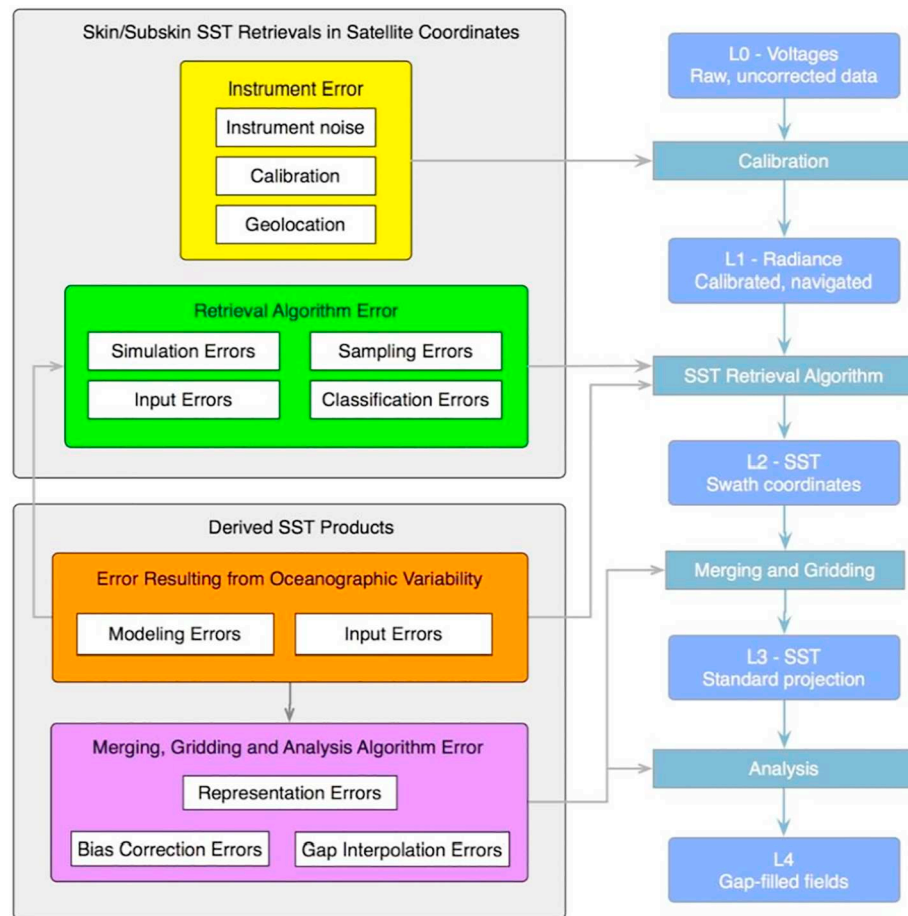 Skin/Subskin SST Retrievals in Satellite Coordinates
Instrument Error
Instrument noise
Calibration
Geolocation
Retrieval Algorithm Error
Simulation Errors
Sampling Errors
Input Errors
Classification Errors
Derived SST Products
Error Resulting from Oceanographic Variability
Modeling Errors
Input Errors
Merging, Gridding and Analysis Algorithm Error
Representation Errors
Bias Correction Errors
Gap Interpolation Errors
L0 - Voltages
Raw, uncorrected data
Calibration
L1 - Radiance
Calibrated, navigated
SST Retrieval Algorithm
L2 - SST
Swath coordinates
Merging and Gridding
L3 - SST
Standard projection
Analysis
L4
Gap-filled fields